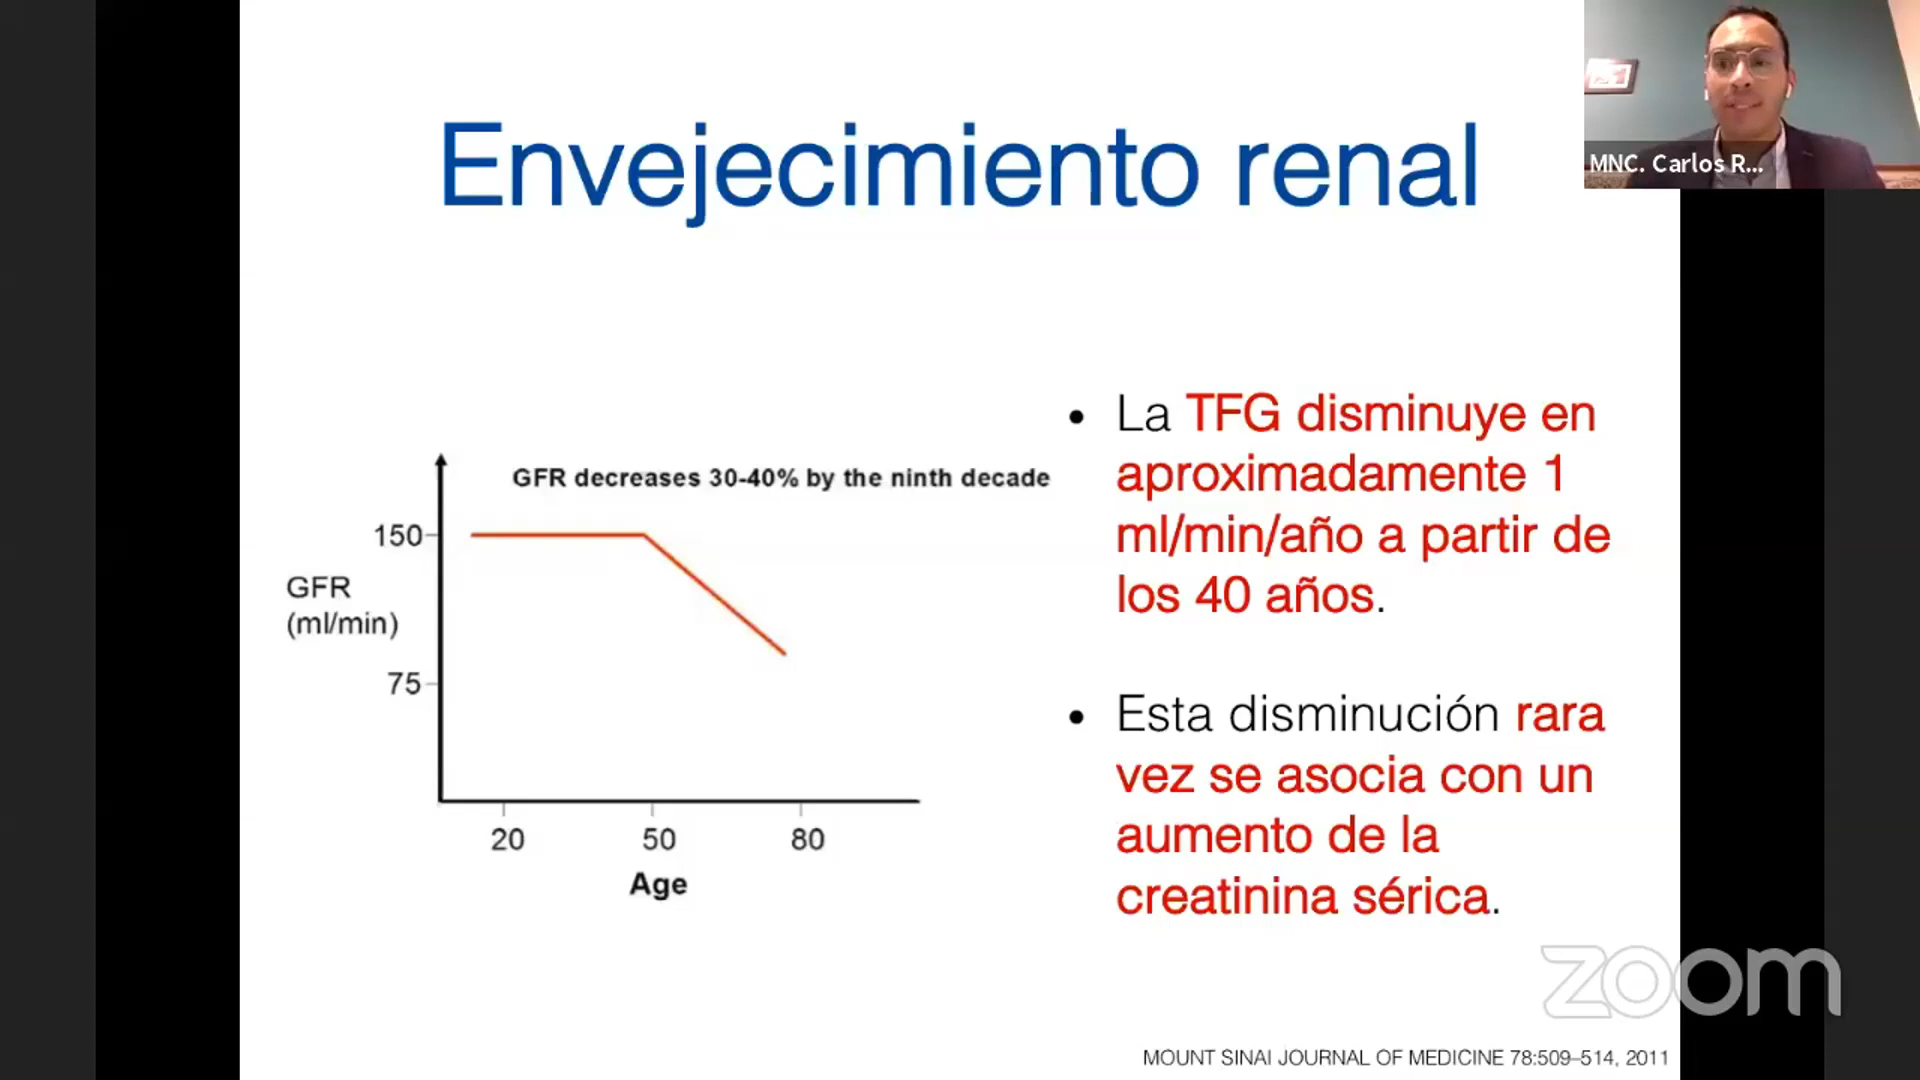 Envejecimiento renal
MNC. Carlos R...
GFR decreases 30-40% by the ninth decade
150
GFR
(ml/min)
75
20 50 80
Age
• La TFG disminuye en
aproximadamente 1
ml/min/año a partir de
los 40 años.
• Esta disminución rara
vez se asocia con un
aumento de la
creatinina sérica.
zoom
MOUNT SINAI JOURNAL OF MEDICINE 78:509–514, 2011